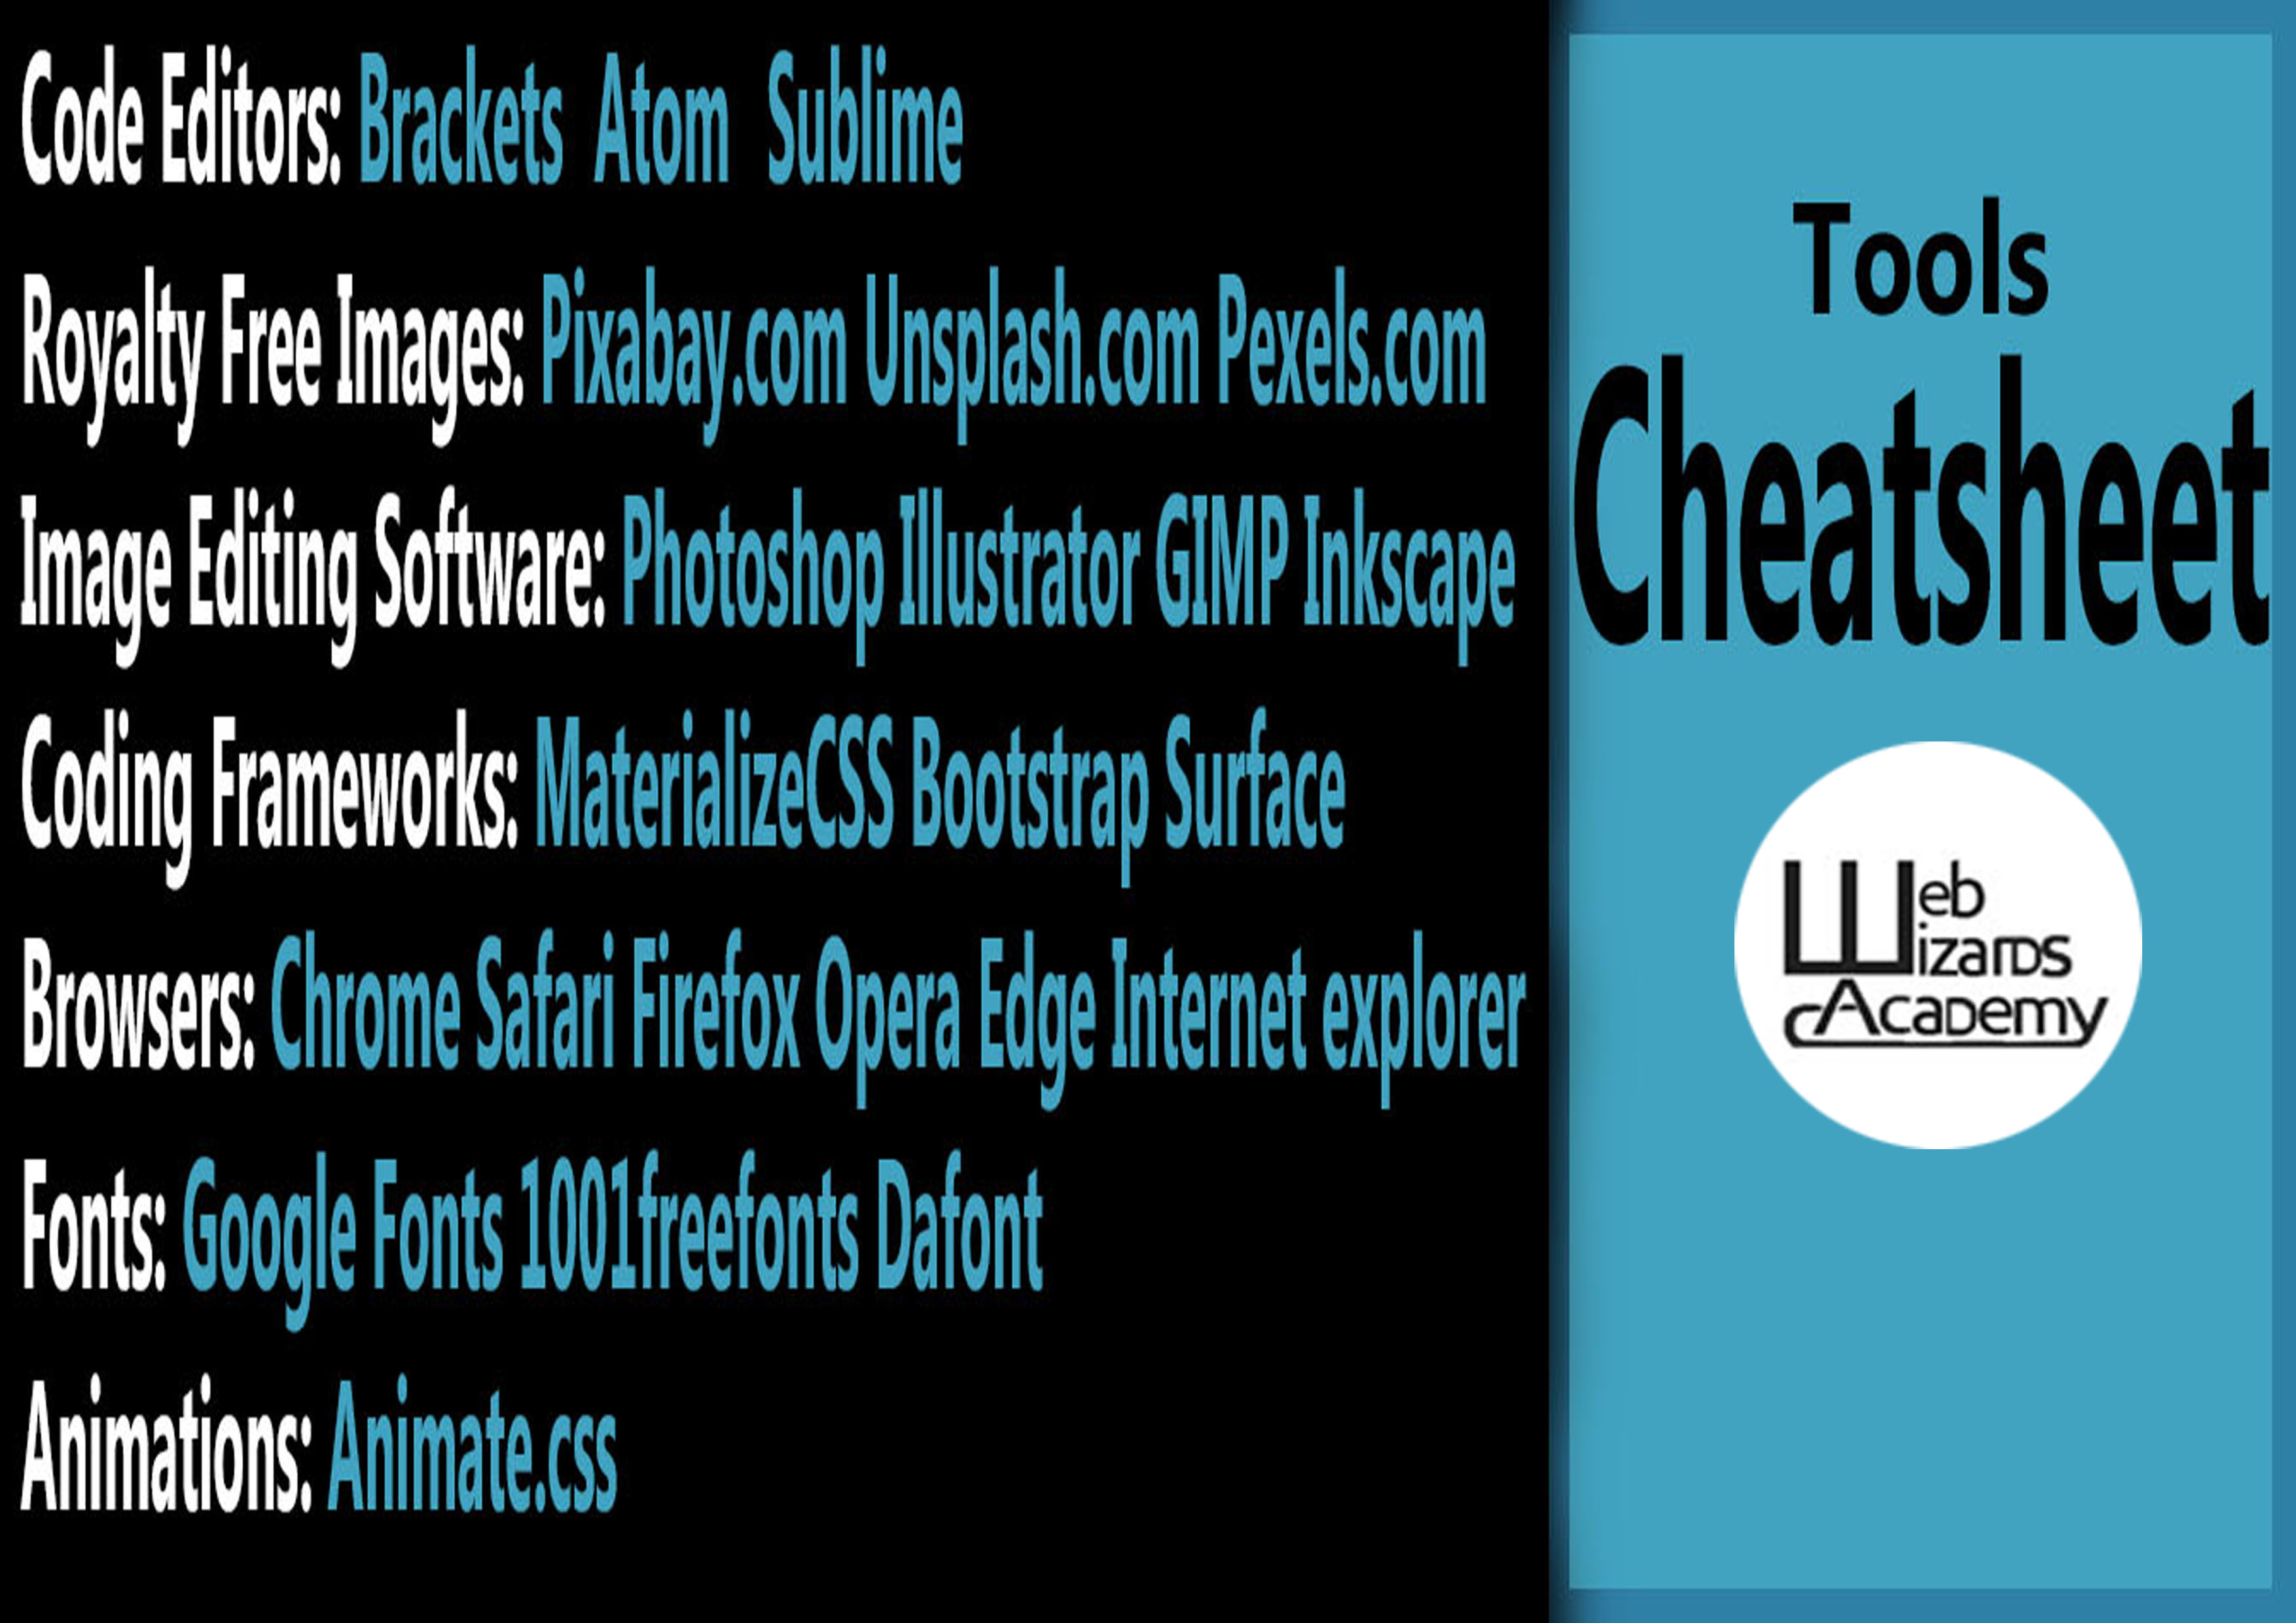 Code Editors: Brackets Atom Sublime
Royalty Free Images: Pixabay.com Unsplash.com Pexels.com
Image Editing Software: Photoshop Illustrator GIMP Inkscape
Coding Frameworks: MaterializeCSS Bootstrap Surface
Browsers: Chrome Safari Firefox Opera Edge Internet explorer
Fonts: Google Fonts 1001freefonts Dafont
Animations: Animate.css
Tools
Cheatsheet
Web
Wizards
Academy